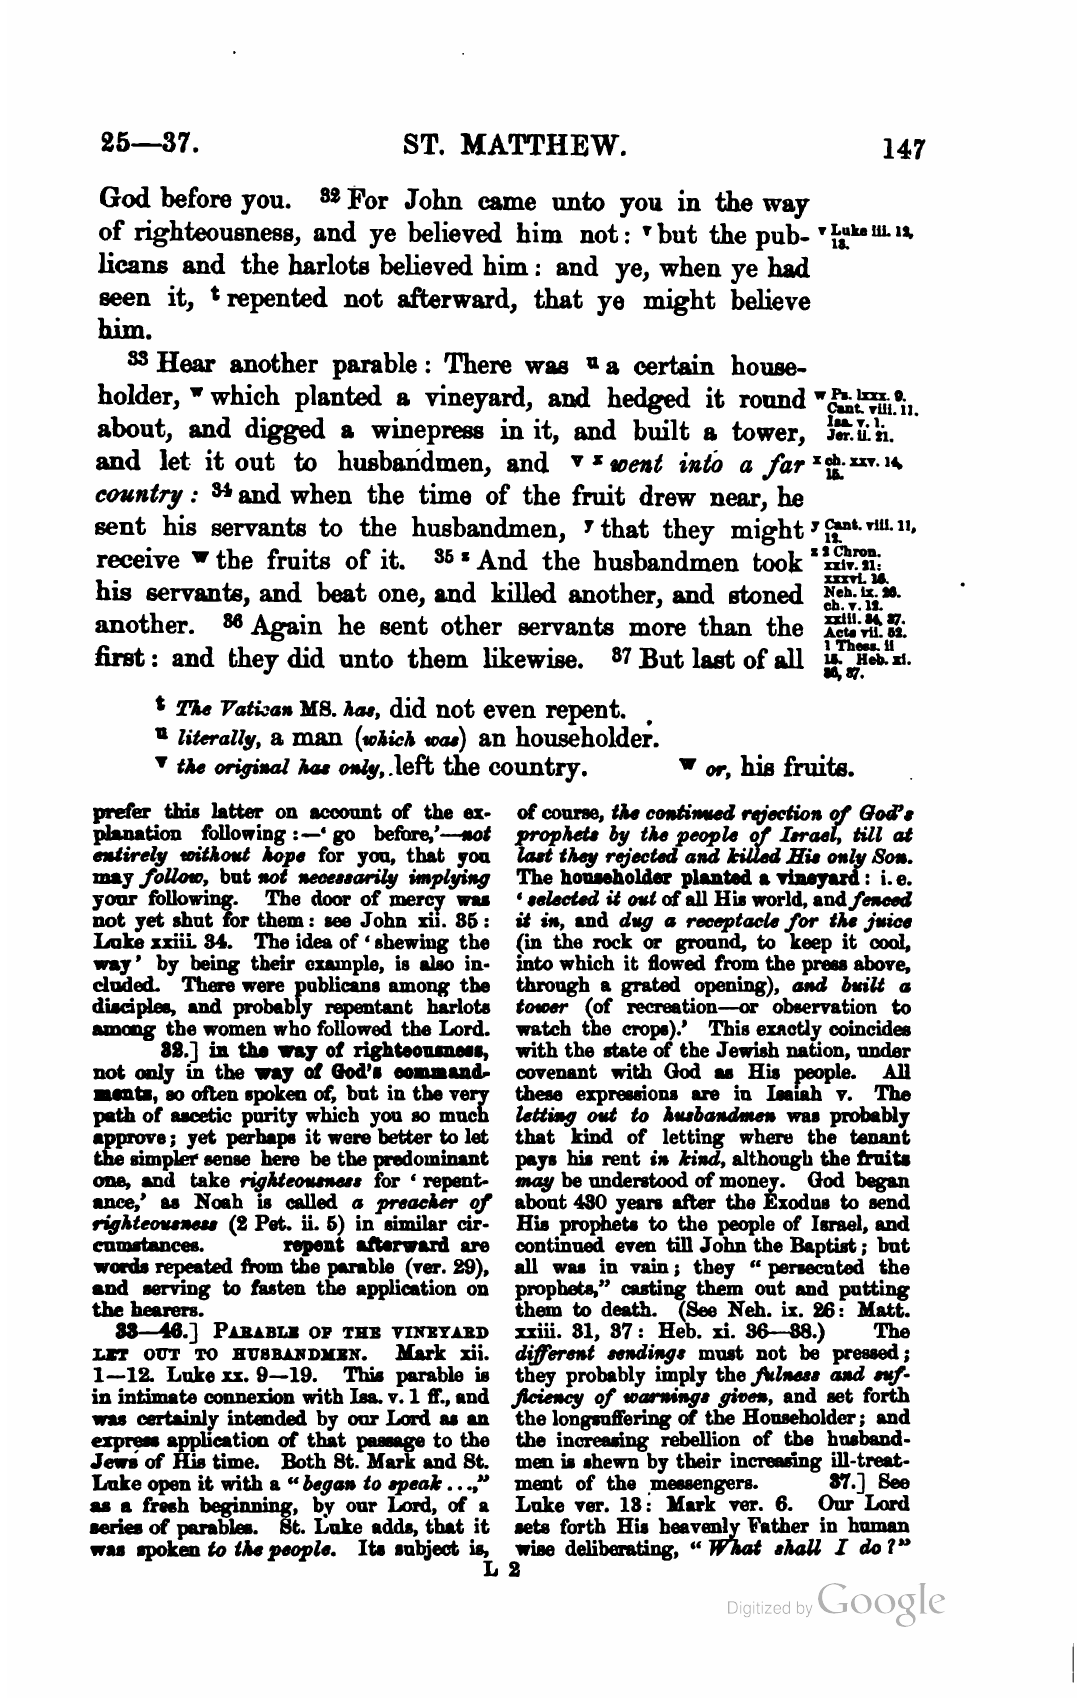 25—37.
ST. MATTHEW.
147
God before you. 32 For John came unto you in the way
of righteousness, and ye believed him not: v but the pub-
licans and the harlots believed him: and ye, when ye had
seen it, t repented not afterward, that ye might believe
him.
33 Hear another parable: There was u a certain house-
holder, w which planted a vineyard, and hedged it round
about, and digged a winepress in it, and built a tower,
and let it out to husbandmen, and v x went into a far
country: 34 and when the time of the fruit drew near, he
sent his servants to the husbandmen, y that they might
receive w the fruits of it. 35 z And the husbandmen took
his servants, and beat one, and killed another, and stoned
another. 36 Again he sent other servants more than the
first: and they did unto them likewise. 37 But last of all
v Luke iii. 12,
13.
w Ps. lxxx. 9.
Cant. viii. 11.
Isa. v. 1.
Jer. ii. 21.
x ch. xxv. 14,
15.
y Cant. viii. 11,
12.
z 2 Chron.
xxiv. 21:
xxxvi. 16.
Neh. ix. 26.
ch. v. 12.
xxiii. 34, 37.
Acts vii. 52.
1 Thess. ii
15. Heb. xi.
36, 37.
t The Vatican MS. has, did not even repent.
u literally, a man (which was) an householder.
v the original has only, left the country. w or, his fruits.
prefer this latter on account of the ex-
planation following:—‘go before,’—not
entirely without hope for you, that you
may follow, but not necessarily implying
your following. The door of mercy was
not yet shut for them: see John xii. 35:
Luke xxiii. 34. The idea of ‘shewing the
way’ by being their example, is also in-
cluded. There were publicans among the
disciples, and probably repentant harlots
among the women who followed the Lord.
32.] in the way of righteousness,
not only in the way of God's command-
ments, so often spoken of, but in the very
path of ascetic purity which you so much
approve; yet perhaps it were better to let
the simpler sense here be the predominant
one, and take righteousness for ‘repent-
ance,’ as Noah is called a preacher of
righteousness (2 Pet. ii. 5) in similar cir-
cumstances. repent afterward are
words repeated from the parable (ver. 29),
and serving to fasten the application on
the hearers.
33—46.] PARABLE OF THE VINEYARD
LET OUT TO HUSBANDMEN. Mark xii.
1—12. Luke xx. 9—19. This parable is
in intimate connexion with Isa. v. 1 ff., and
was certainly intended by our Lord as an
express application of that passage to the
Jews of His time. Both St. Mark and St.
Luke open it with a “began to speak ...,”
as a fresh beginning, by our Lord, of a
series of parables. St. Luke adds, that it
was spoken to the people. Its subject is,
of course, the continued rejection of God's
prophets by the people of Israel, till at
last they rejected and killed His only Son.
The householder planted a vineyard: i. e.
‘selected it out of all His world, and fenced
it in, and dug a receptacle for the juice
(in the rock or ground, to keep it cool,
into which it flowed from the press above,
through a grated opening), and built a
tower (of recreation—or observation to
watch the crops).’ This exactly coincides
with the state of the Jewish nation, under
covenant with God as His people. All
these expressions are in Isaiah v. The
letting out to husbandmen was probably
that kind of letting where the tenant
pays his rent in kind, although the fruits
may be understood of money. God began
about 430 years after the Exodus to send
His prophets to the people of Israel, and
continued even till John the Baptist; but
all was in vain; they “persecuted the
prophets,” casting them out and putting
them to death. (See Neh. ix. 26: Matt.
xxiii. 31, 37: Heb. xi. 36—38.) The
different sendings must not be pressed;
they probably imply the fulness and suf-
ficiency of warnings given, and set forth
the longsuffering of the Householder; and
the increasing rebellion of the husband-
men is shewn by their increasing ill-treat-
ment of the messengers. 37.] See
Luke ver. 13: Mark ver. 6. Our Lord
sets forth His heavenly Father in human
wise deliberating, “What shall I do?”
L 2
Digitized by Google